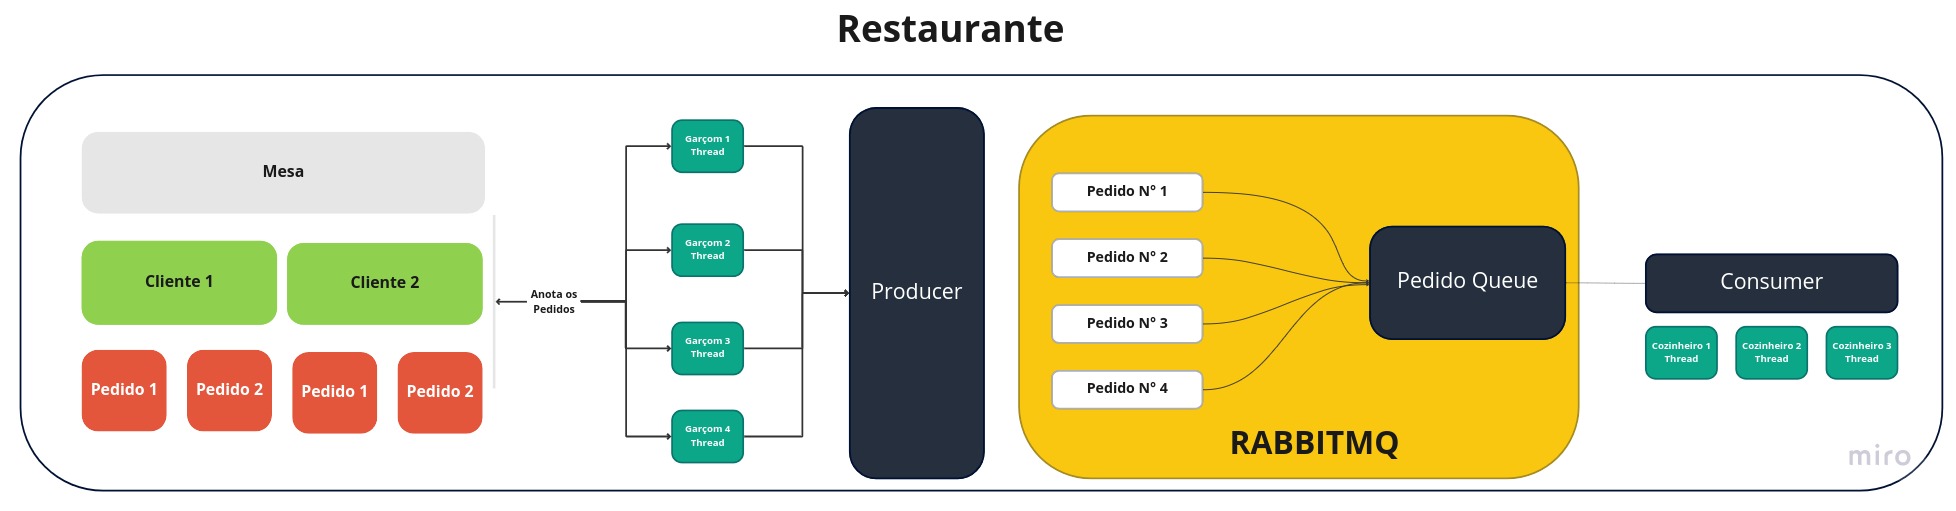 Restaurante
Mesa
Cliente 1
Cliente 2
Pedido 1
Pedido 2
Pedido 1
Pedido 2
Anota os
Pedidos
Garçom 1
Thread
Garçom 2
Thread
Garçom 3
Thread
Garçom 4
Thread
Producer
Pedido N° 1
Pedido N° 2
Pedido N° 3
Pedido N° 4
Pedido Queue
RABBITMQ
Consumer
Cozinheiro 1
Thread
Cozinheiro 2
Thread
Cozinheiro 3
Thread
miro